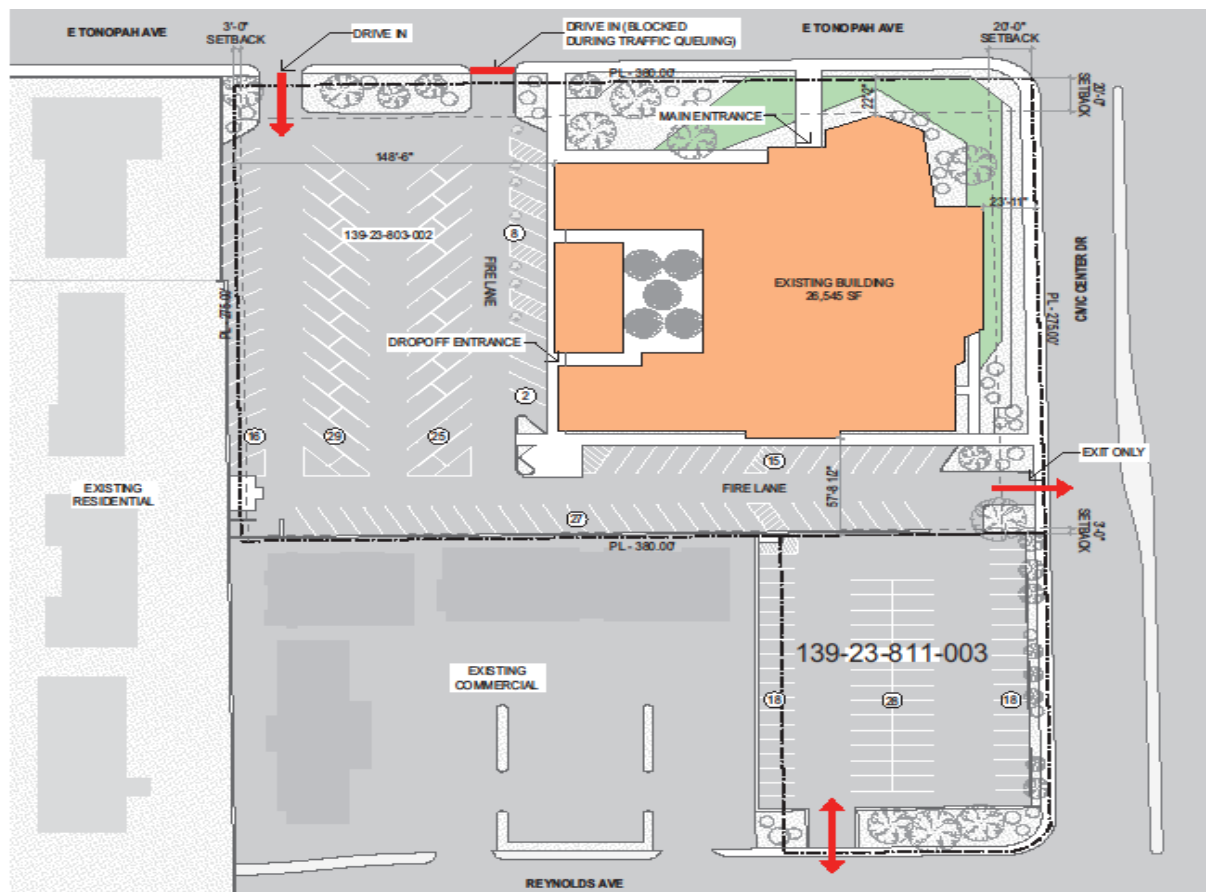 E TONOPAH AVE
3'-0"
SETBACK
DRIVE IN
DRIVE IN (BLOCKED
DURING TRAFFIC QUEUING)
E TONOPAH AVE
20'-0"
SETBACK
PL - 380.00'
SETBACK
20'-0"
22'-2"
MAIN ENTRANCE
148'-6"
139-23-803-002
8
FIRE LANE
23'-11"
EXISTING BUILDING
26,545 SF
CIVIC CENTER DR
PL - 275.00'
PL - 275.00'
DROPOFF ENTRANCE
2
16
29
25
15
EXIT ONLY
FIRE LANE
57'-8 1/2"
EXISTING
RESIDENTIAL
27
3'-0"
SETBACK
PL - 380.00'
139-23-811-003
EXISTING
COMMERCIAL
18
28
18
REYNOLDS AVE